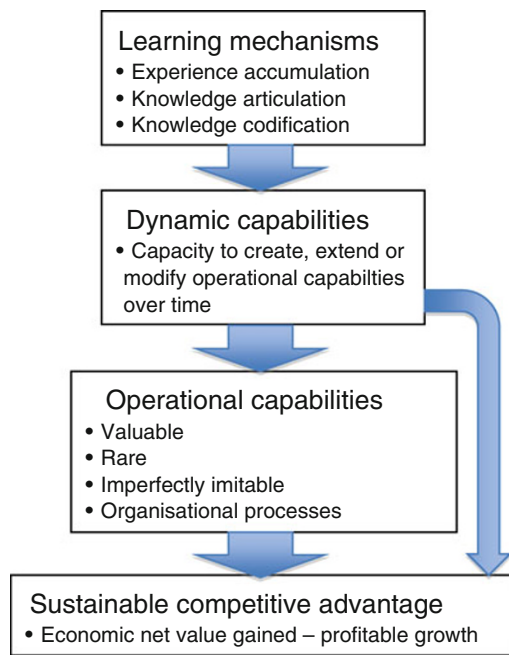 Learning mechanisms
• Experience accumulation
• Knowledge articulation
• Knowledge codification
Dynamic capabilities
• Capacity to create, extend or
modify operational capabilties
over time
Operational capabilities
• Valuable
• Rare
• Imperfectly imitable
• Organisational processes
Sustainable competitive advantage
• Economic net value gained – profitable growth